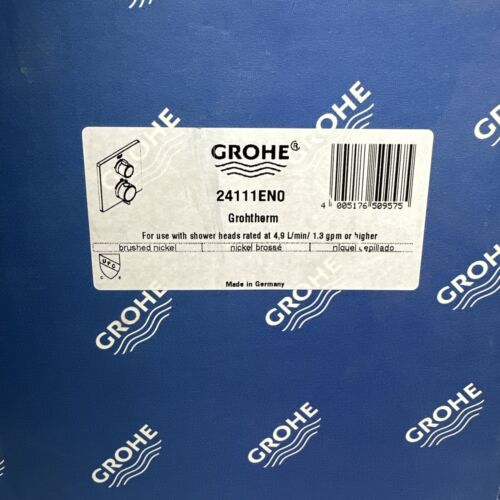 GROHE
GROHE
GROHE®
24111EN0
Grohtherm
4 005176 509575
For use with shower heads rated at 4,9 L/min/ 1.3 gpm or higher
brushed nickel nickel brossé níquel cepillado
UPC
Made in Germany
GROHE
GROHE
GROHE
GROHE
GROHE